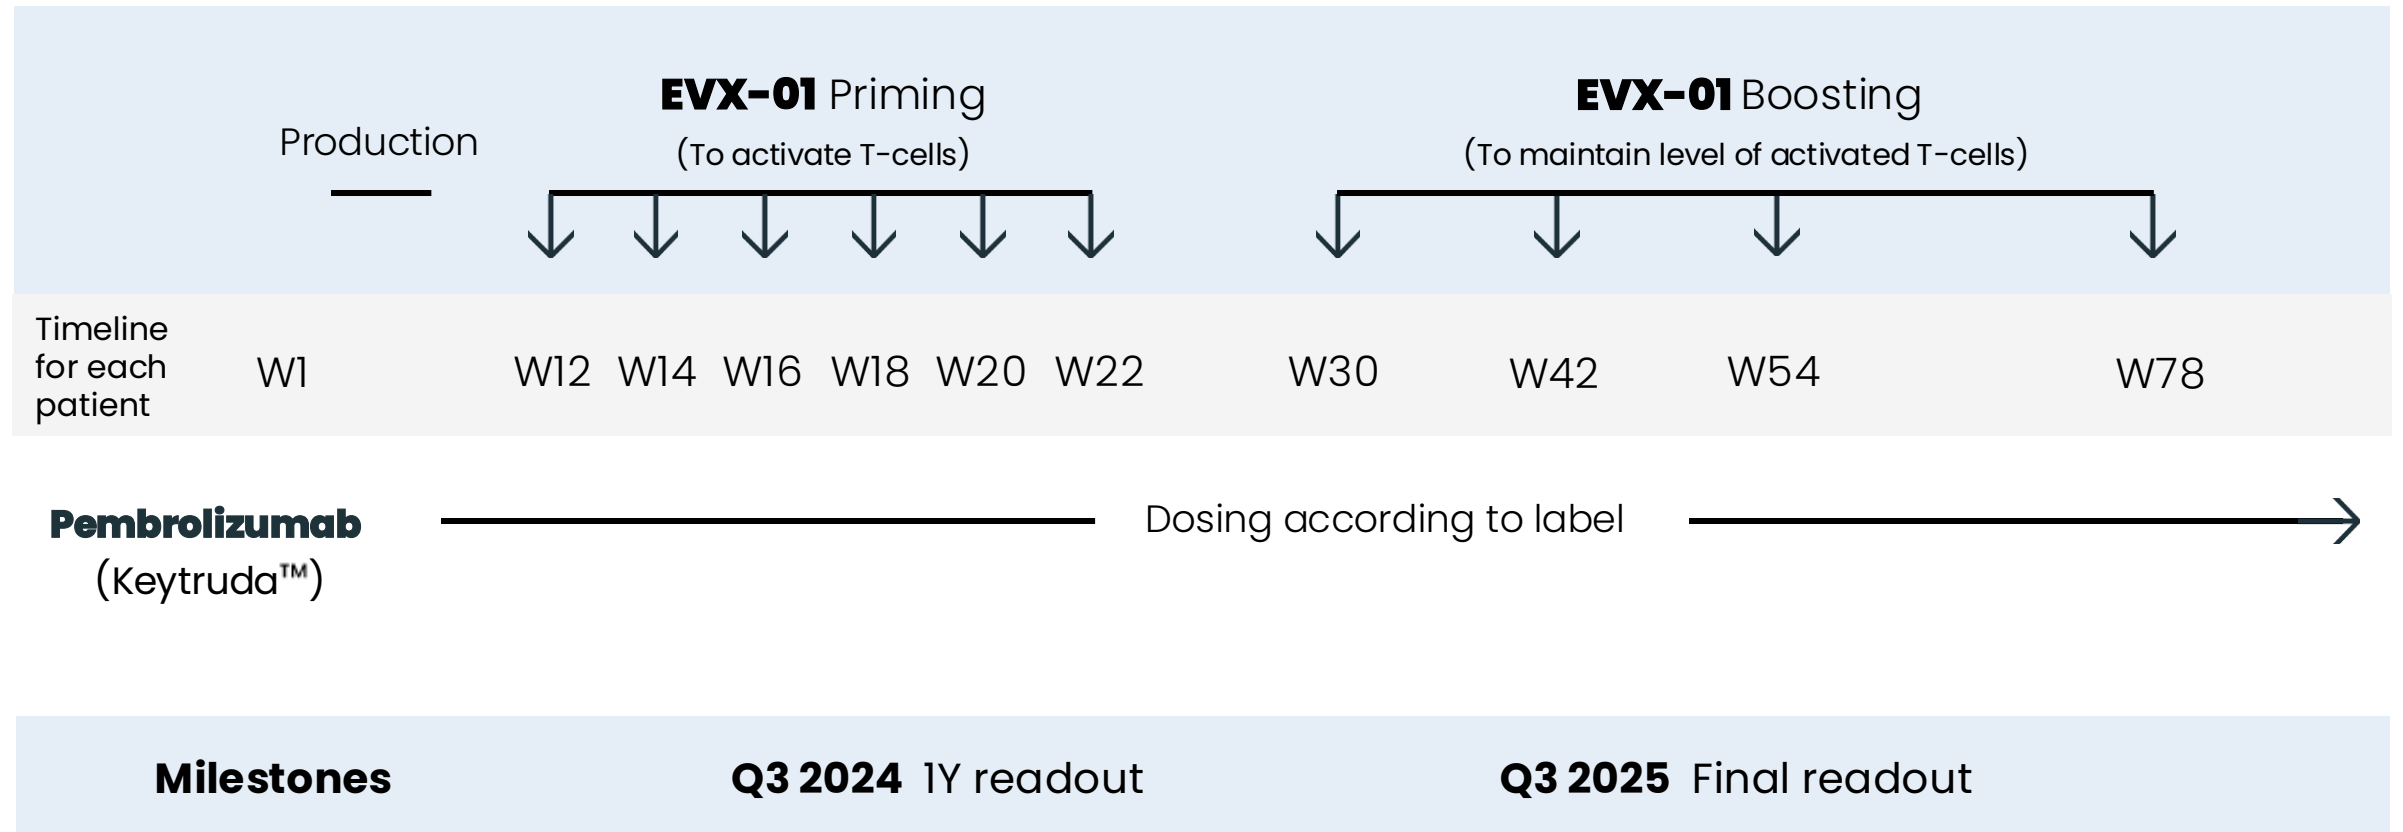 EVX-01 Priming
EVX-01 Boosting
Production
(To activate T-cells)
(To maintain level of activated T-cells)
Timeline
for each
patient
W1 W12 W14 W16 W18 W20 W22 W30 W42 W54 W78
Pembrolizumab
(Keytruda™)
Dosing according to label
Milestones Q3 2024 1Y readout Q3 2025 Final readout